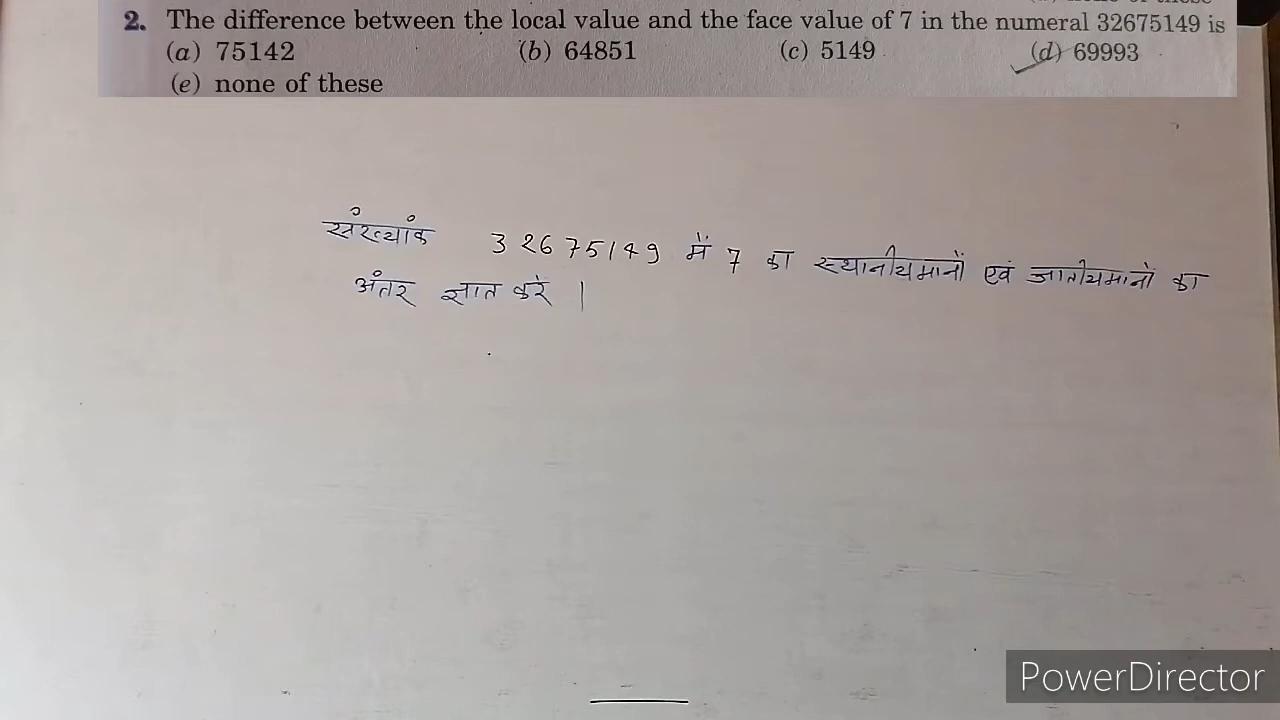 2. The difference between the local value and the face value of 7 in the numeral 32675149 is
(a) 75142 (b) 64851 (c) 5149 (d) 69993
(e) none of these
संख्यांक 32675149 में 7 का स्थानीयमानों एवं जातीयमानो का
अंतर ज्ञात करे ।
PowerDirector